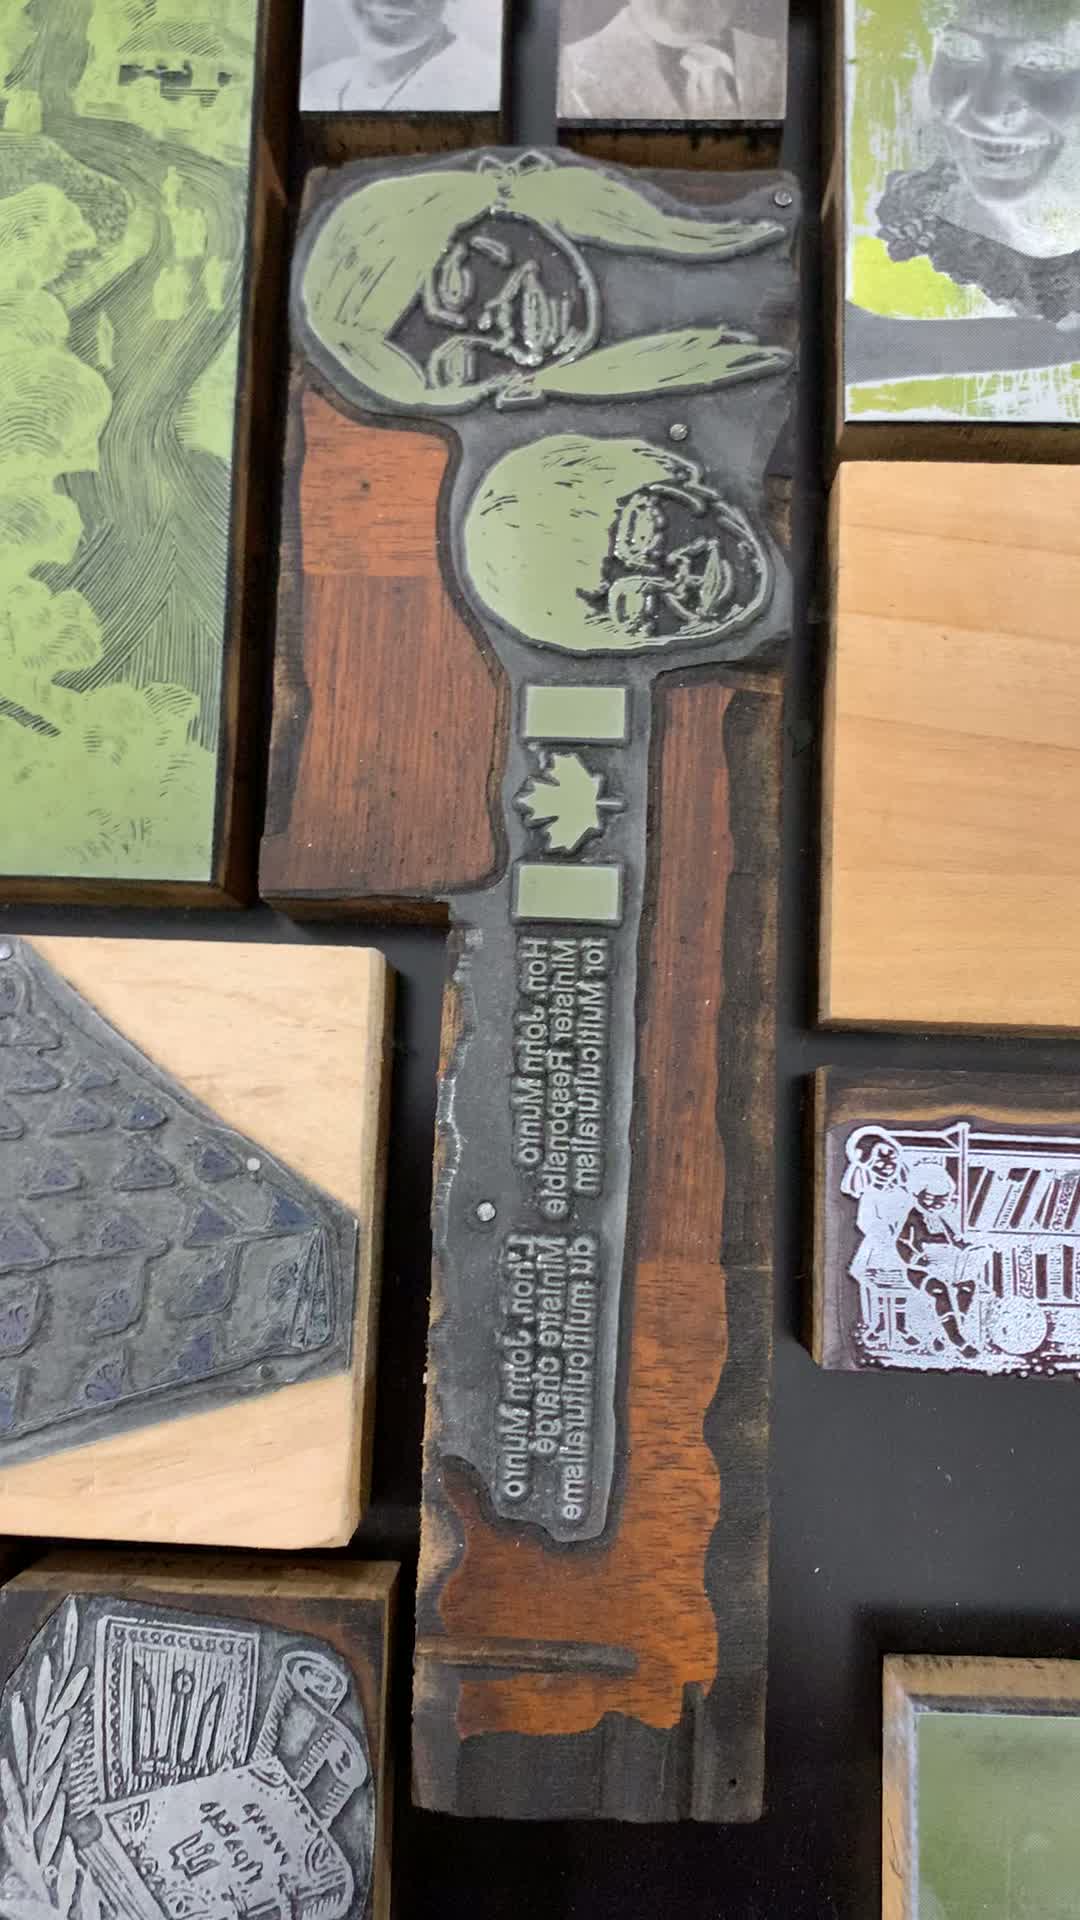 Hon. John Munro
Minister Responsible
for Multiculturalism
L'hon. John Munro
Ministre chargé
du multiculturalisme